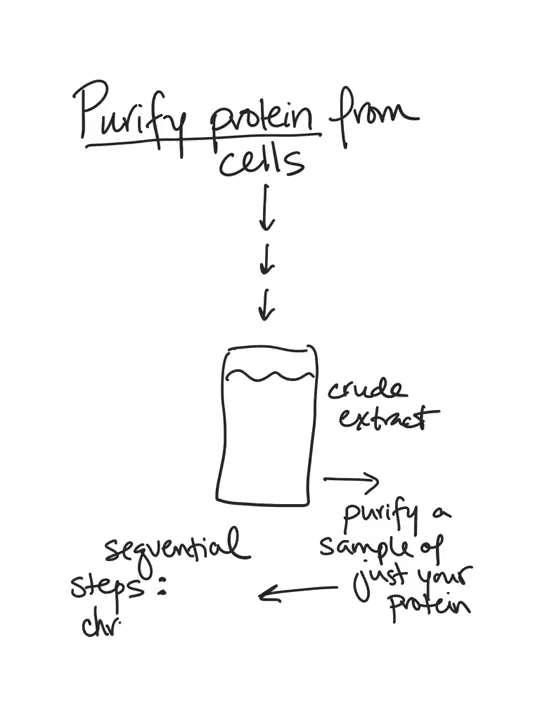 Purify protein from
cells
crude
extract
purify a
sample of
just your
protein
sequential
steps:
chr